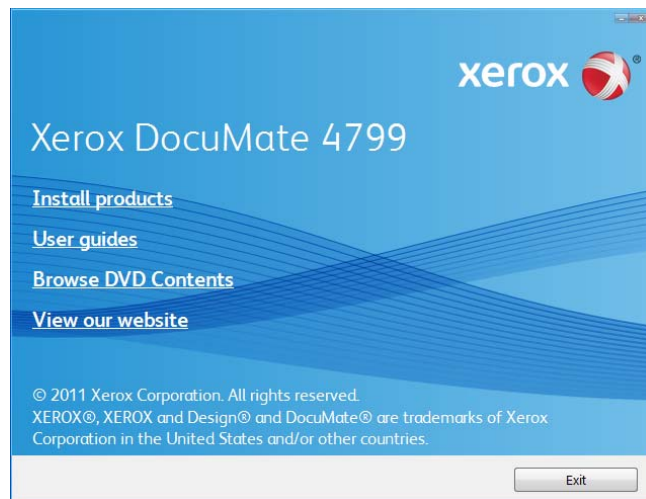 xerox ®
Xerox DocuMate 4799
Install products
User guides
Browse DVD Contents
View our website
© 2011 Xerox Corporation. All rights reserved.
XEROX®, XEROX and Design® and DocuMate® are trademarks of Xerox
Corporation in the United States and/or other countries.
Exit